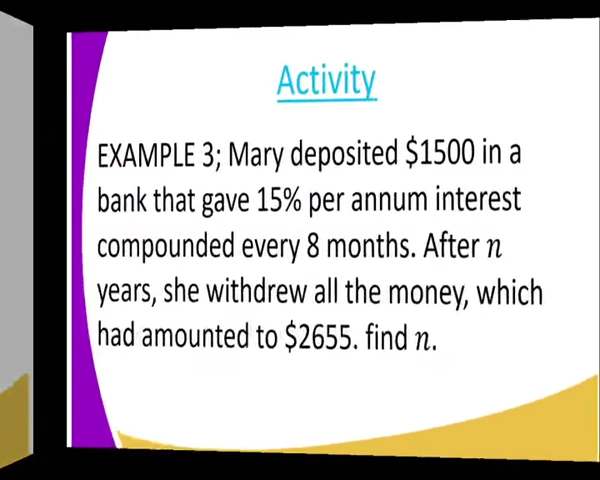 Activity
EXAMPLE 3; Mary deposited $1500 in a
bank that gave 15% per annum interest
compounded every 8 months. After n
years, she withdrew all the money, which
had amounted to $2655. find n.